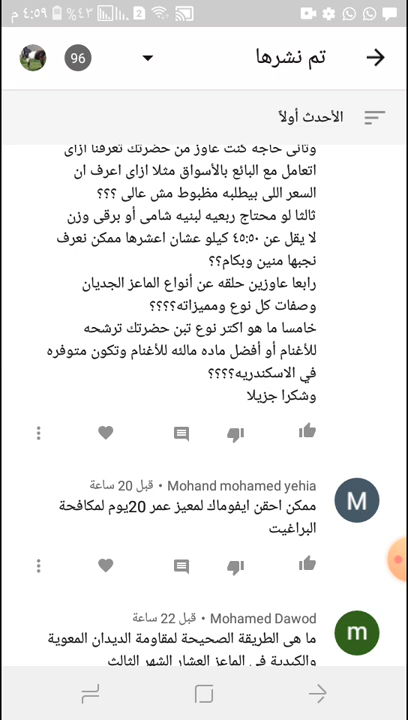 ٤:٥٩ م ٤٣%
تم نشرها
96
الأحدث أولاً
وثانى حاجه كنت عاوز من حضرتك تعرفنا ازاى
اتعامل مع البائع بالأسواق مثلا ازاى اعرف ان
السعر اللى بيطلبه مظبوط مش عالى ؟؟؟
ثالثا لو محتاج ربعيه لبنيه شامى أو برقى وزن
لا يقل عن ٤٥:٥٠ كيلو عشان اعشرها ممكن نعرف
نجبها منين وبكام؟؟
رابعا عاوزين حلقه عن أنواع الماعز الجديان
وصفات كل نوع ومميزاته؟؟؟؟
خامسا ما هو اكتر نوع تبن حضرتك ترشحه
للأغنام أو أفضل ماده مالئه للأغنام وتكون متوفره
في الاسكندريه؟؟؟؟
وشكرا جزيلا
Mohand mohamed yehia • قبل 20 ساعة
ممكن احقن ايفوماك لمعيز عمر 20يوم لمكافحة
البراغيت
M
Mohamed Dawod • قبل 22 ساعة
ما هى الطريقة الصحيحة لمقاومة الديدان المعوية
والكبدية فى الماعز العشار الشهر الثالث
m